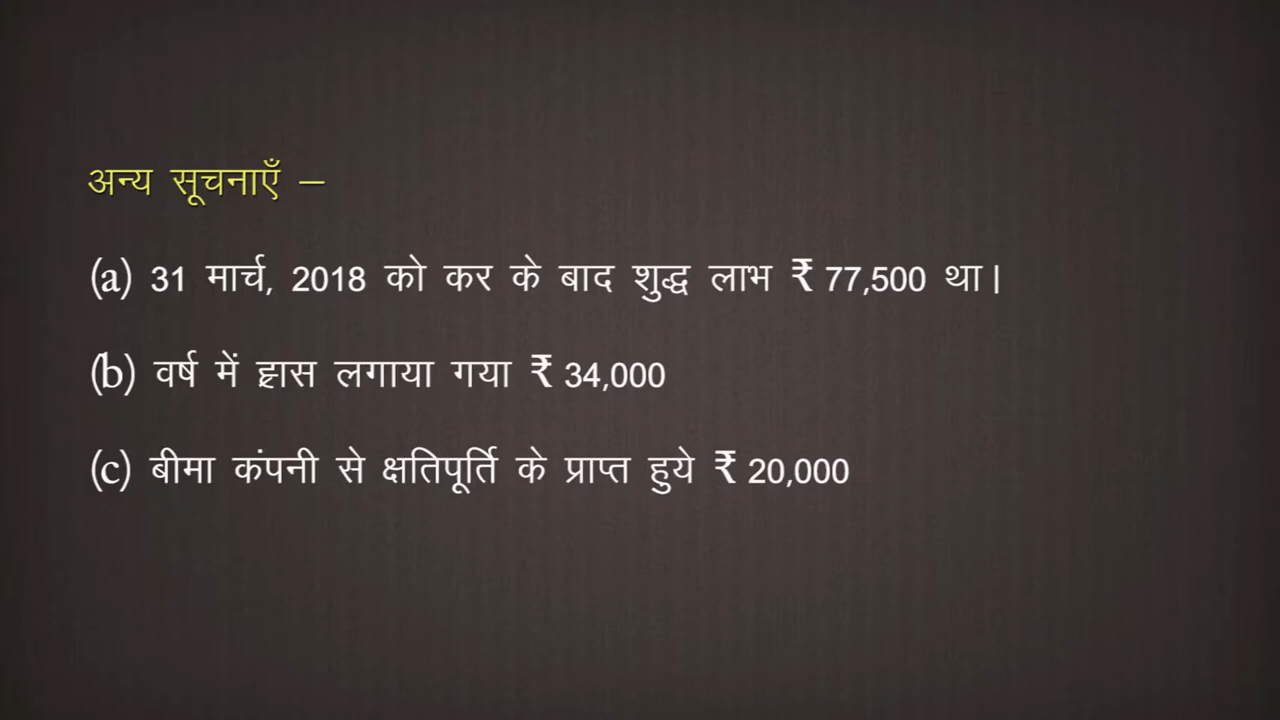 अन्य सूचनाएँ –
(a) 31 मार्च, 2018 को कर के बाद शुद्ध लाभ ₹ 77,500 था।
(b) वर्ष में ह्रास लगाया गया ₹ 34,000
(c) बीमा कंपनी से क्षतिपूर्ति के प्राप्त हुये ₹ 20,000